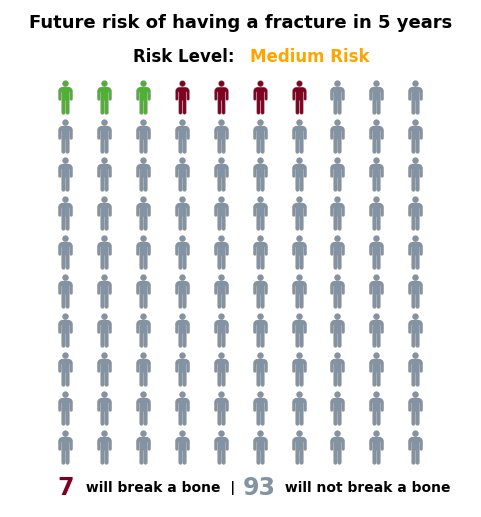 Future risk of having a fracture in 5 years
Risk Level: Medium Risk
7 will break a bone | 93 will not break a bone